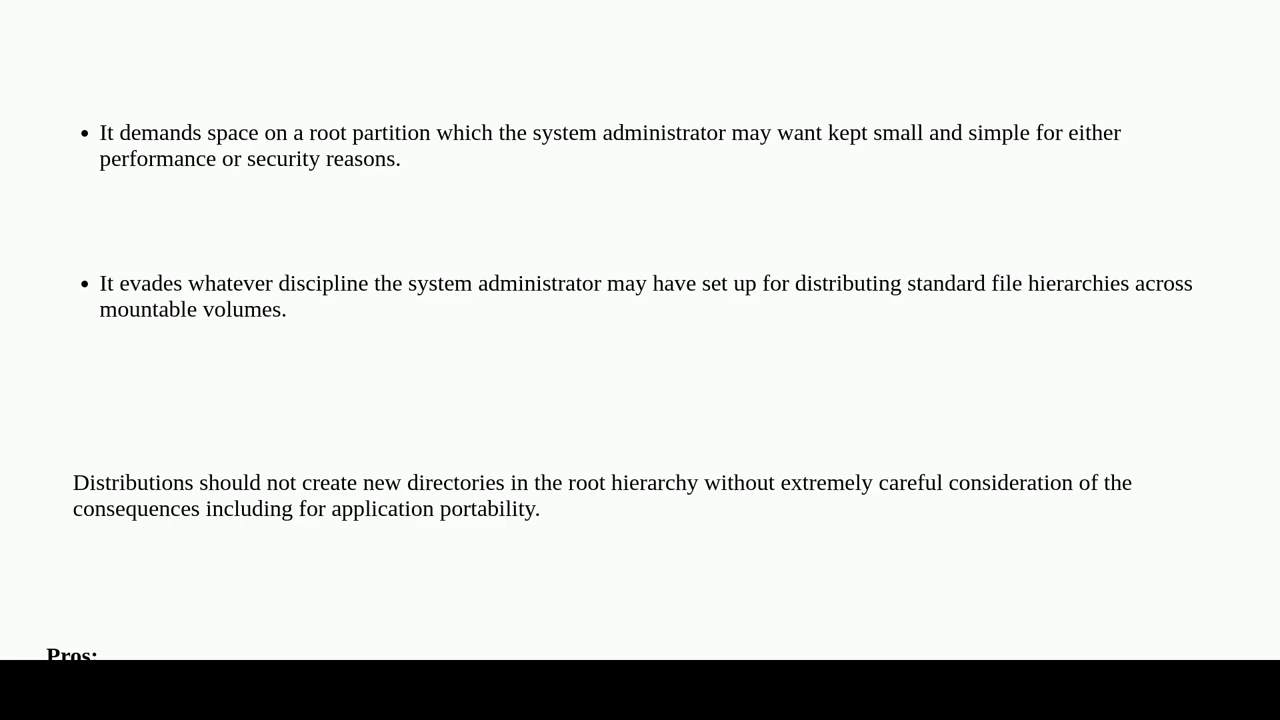 • It demands space on a root partition which the system administrator may want kept small and simple for either
performance or security reasons.
• It evades whatever discipline the system administrator may have set up for distributing standard file hierarchies across
mountable volumes.
Distributions should not create new directories in the root hierarchy without extremely careful consideration of the
consequences including for application portability.
Pros: